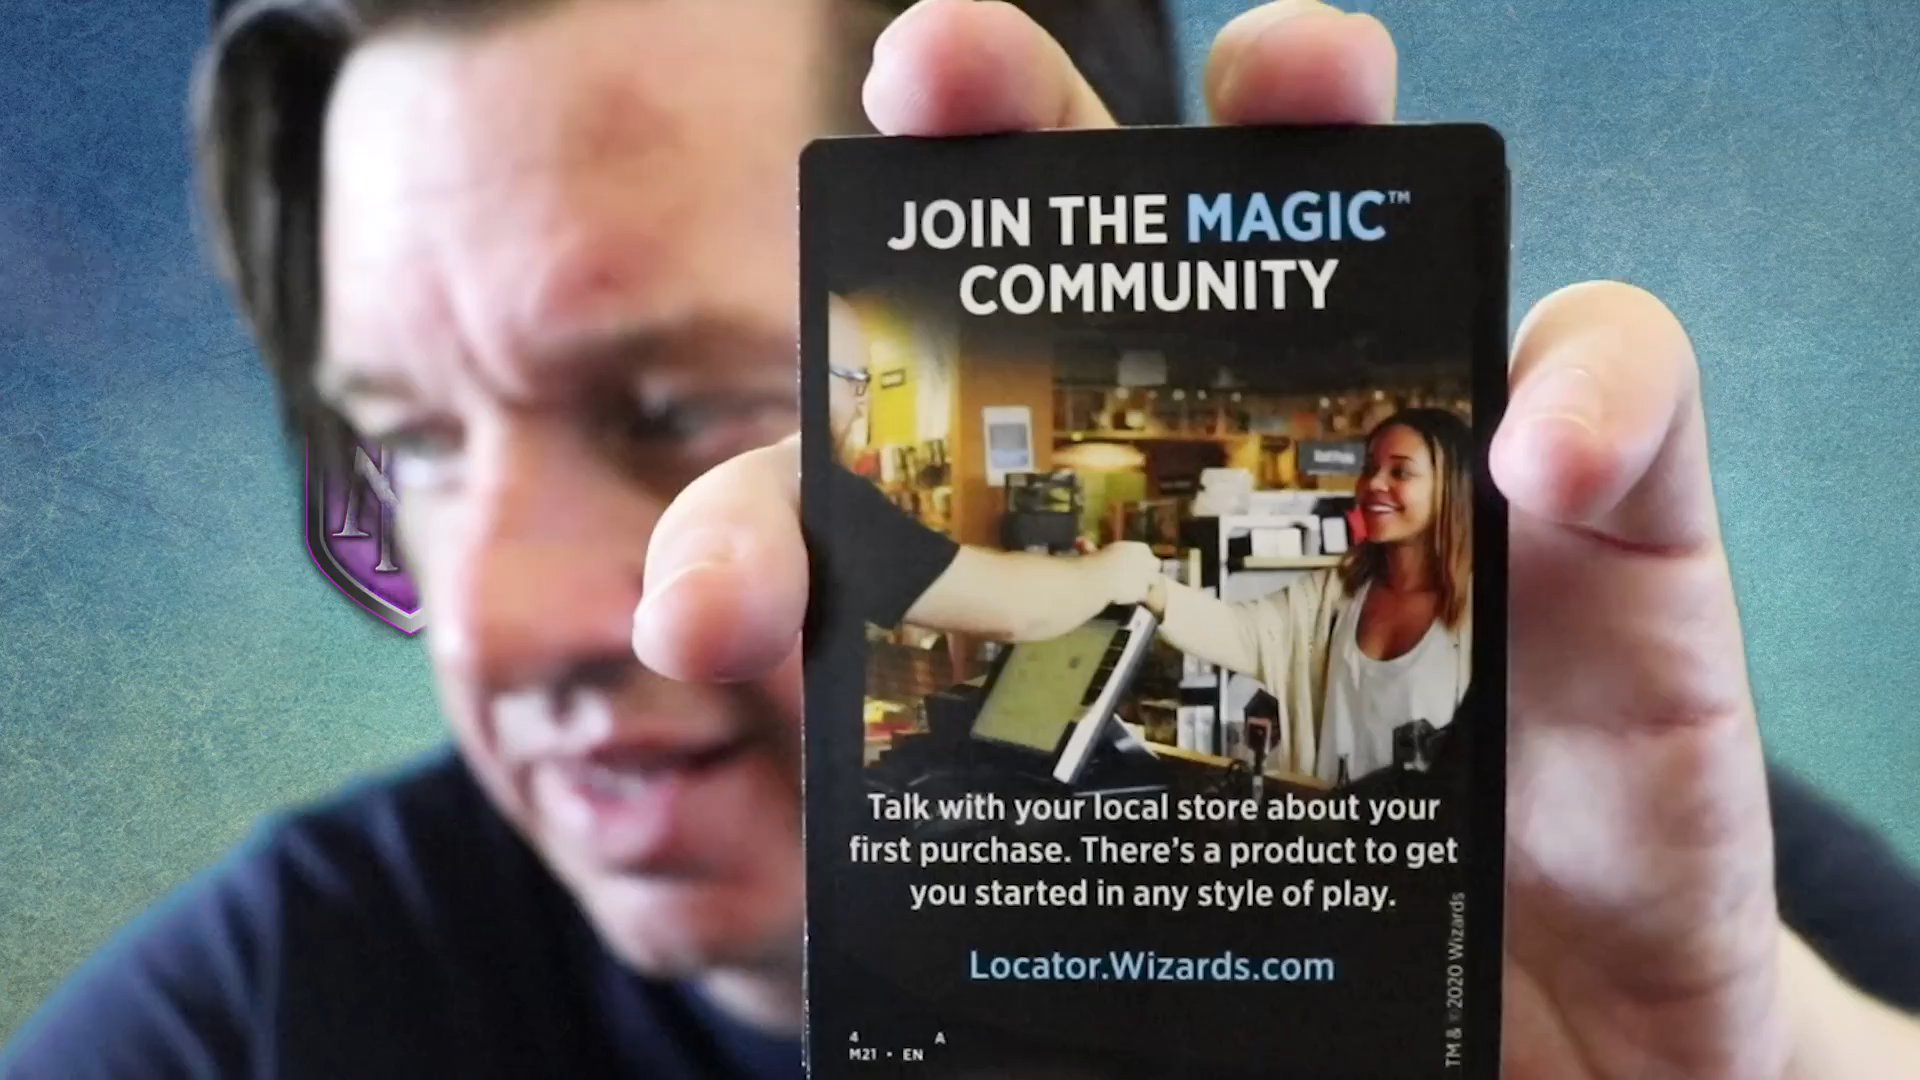 JOIN THE MAGIC™
COMMUNITY
Talk with your local store about your
first purchase. There's a product to get
you started in any style of play.
Locator.Wizards.com
4 A
M21 • EN
TM & ©2020 Wizards